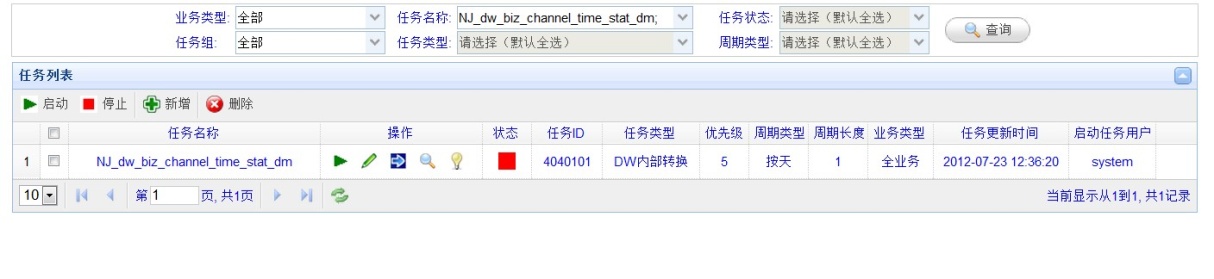 业务类型: 全部 任务名称: NJ_dw_biz_channel_time_stat_dm; 任务状态: 请选择（默认全选）
任务组: 全部 任务类型: 请选择（默认全选） 周期类型: 请选择（默认全选） 查询
任务列表
启动 停止 新增 删除
任务名称 操作 状态 任务ID 任务类型 优先级 周期类型 周期长度 业务类型 任务更新时间 启动任务用户
1 NJ_dw_biz_channel_time_stat_dm 4040101 DW内部转换 5 按天 1 全业务 2012-07-23 12:36:20 system
10 第 1 页, 共1页 当前显示从1到1, 共1记录